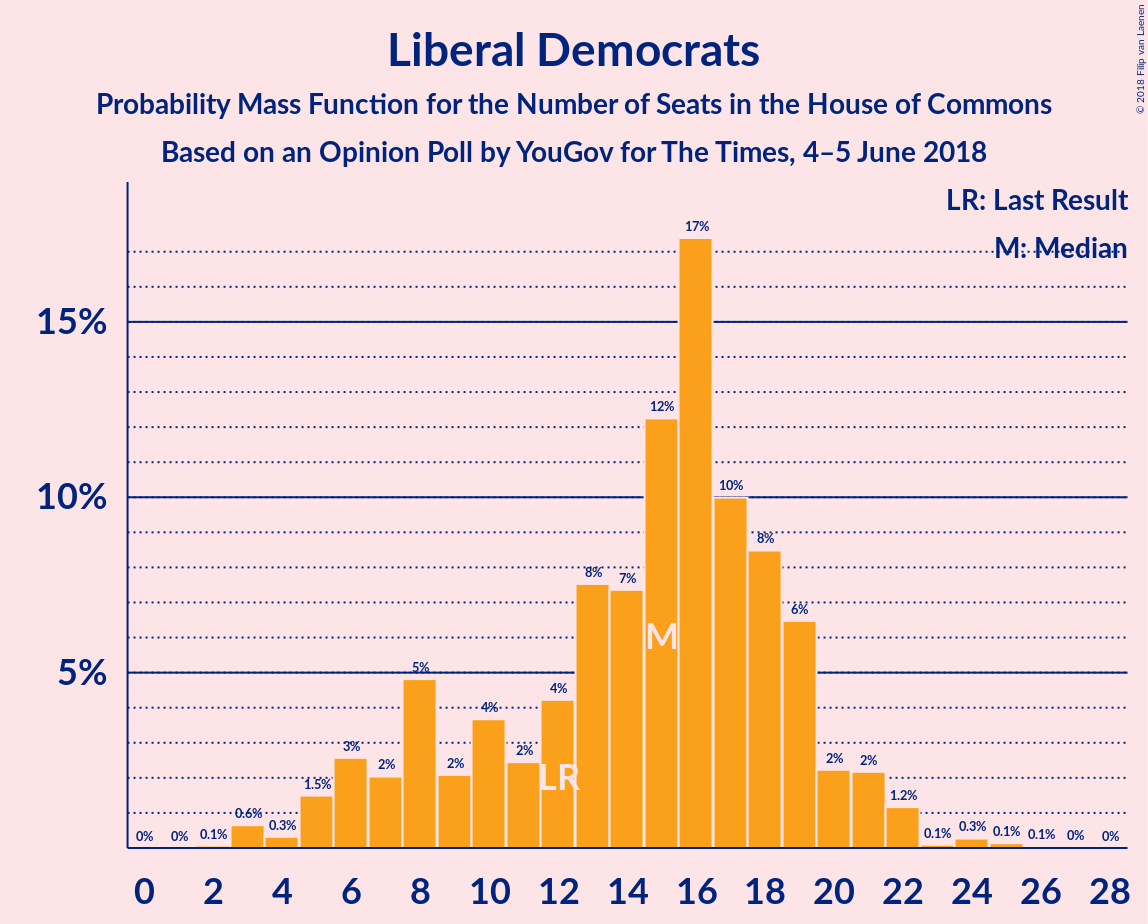 Liberal Democrats
Probability Mass Function for the Number of Seats in the House of Commons
Based on an Opinion Poll by YouGov for The Times, 4–5 June 2018
© 2018 Filip van Laenen
LR: Last Result
M: Median
15%
10%
5%
0% 0% 0.1% 0.6% 0.3% 1.5% 3% 2% 5% 2% 4% 2% 4% 8% 7% 12% 17% 10% 8% 6% 2% 2% 1.2% 0.1% 0.3% 0.1% 0.1% 0% 0%
M
LR
0 2 4 6 8 10 12 14 16 18 20 22 24 26 28